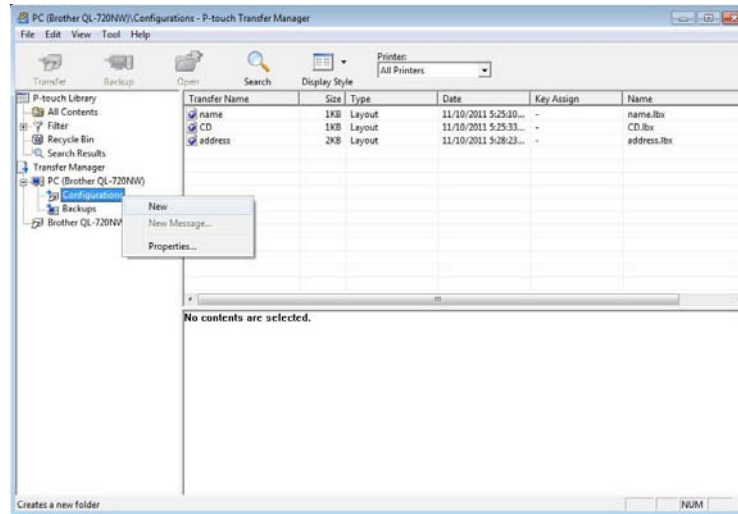 PC (Brother QL-720NW)\Configurations - P-touch Transfer Manager
File Edit View Tool Help
Transfer Backup Open Search Display Style Printer: All Printers
P-touch Library
All Contents
Filter
Recycle Bin
Search Results
Transfer Manager
PC (Brother QL-720NW)
Configurations
Backups
Brother QL-720NW
New
New Message...
Properties...
Transfer Name Size Type Date Key Assign Name
name 1KB Layout 11/10/2011 5:25:10... - name.lbx
CD 1KB Layout 11/10/2011 5:25:33... - CD.lbx
address 2KB Layout 11/10/2011 5:28:23... - address.lbx
No contents are selected.
Creates a new folder NUM